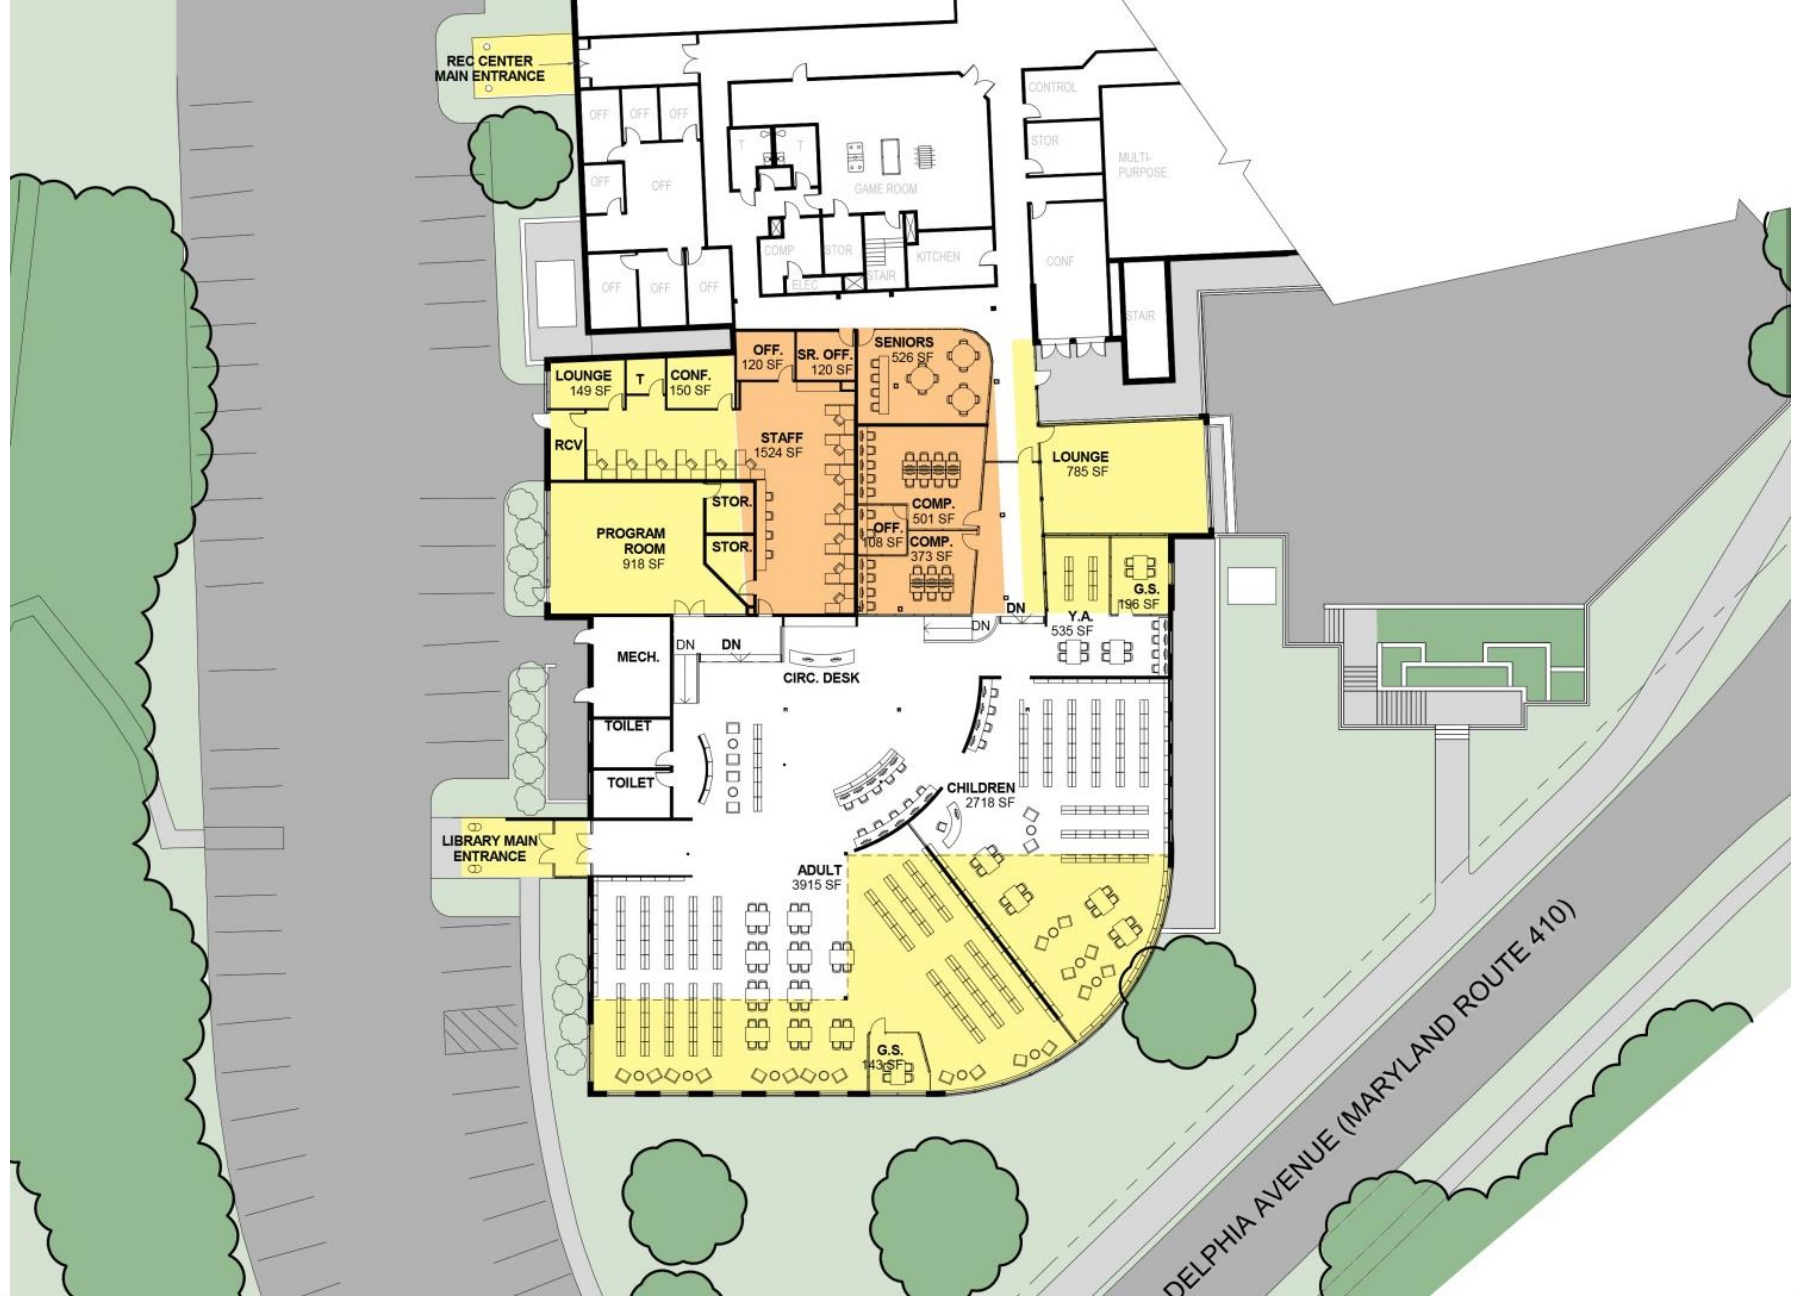 REC CENTER
MAIN ENTRANCE
OFF
OFF
OFF
OFF
OFF
OFF
OFF
OFF
T
T
GAME ROOM
COMP
STOR
STAIR
KITCHEN
ELEC
CONTROL
STOR
MULTI-
PURPOSE
CONF
STAIR
LOUNGE
149 SF
T
CONF.
150 SF
OFF.
120 SF
SR. OFF.
120 SF
SENIORS
526 SF
RCV
STAFF
1524 SF
LOUNGE
785 SF
COMP.
501 SF
OFF.
108 SF
COMP.
373 SF
PROGRAM
ROOM
918 SF
STOR.
STOR.
G.S.
196 SF
Y.A.
535 SF
DN
DN
DN
DN
MECH.
CIRC. DESK
TOILET
TOILET
CHILDREN
2718 SF
LIBRARY MAIN
ENTRANCE
ADULT
3915 SF
G.S.
143 SF
DELPHIA AVENUE (MARYLAND ROUTE 410)